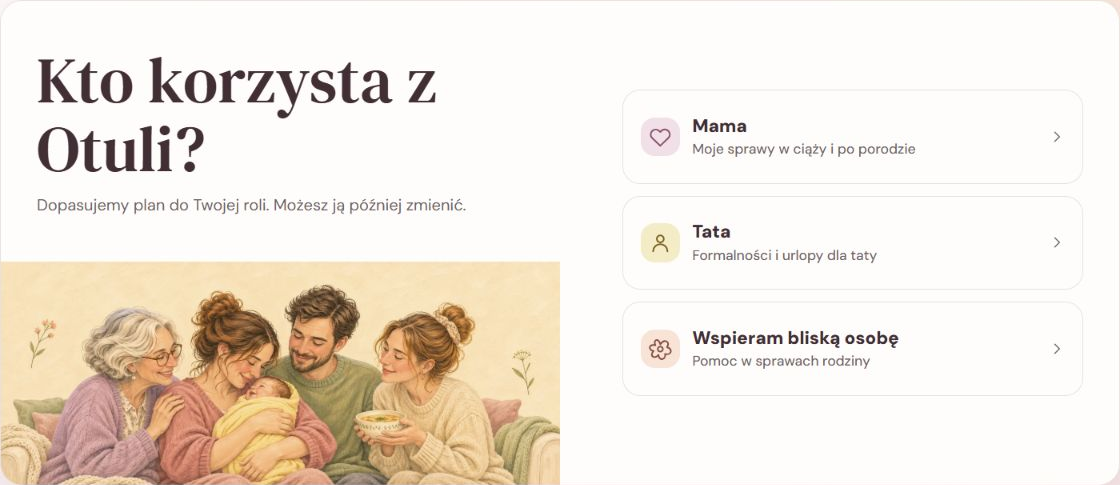 Kto korzysta z
Otuli?
Dopasujemy plan do Twojej roli. Możesz ją później zmienić.
Mama
Moje sprawy w ciąży i po porodzie
Tata
Formalności i urlopy dla taty
Wspieram bliską osobę
Pomoc w sprawach rodziny